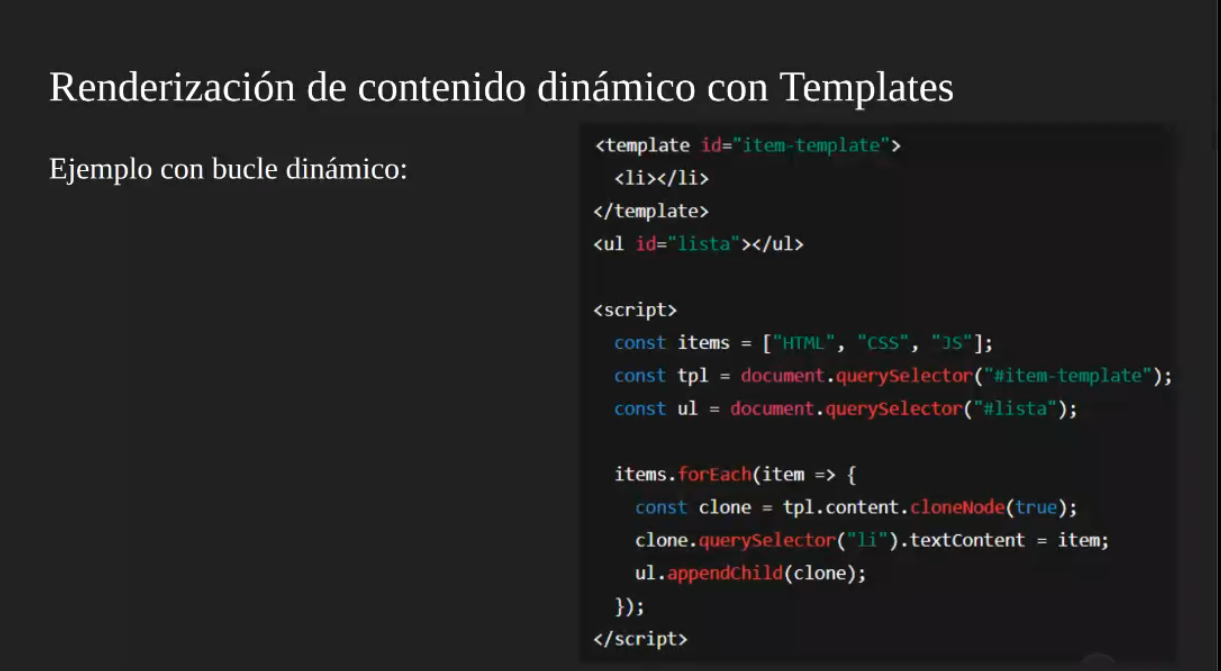 Renderización de contenido dinámico con Templates
Ejemplo con bucle dinámico:
<template id="item-template">
  <li></li>
</template>
<ul id="lista"></ul>
<script>
  const items = ["HTML", "CSS", "JS"];
  const tpl = document.querySelector("#item-template");
  const ul = document.querySelector("#lista");
  items.forEach(item => {
    const clone = tpl.content.cloneNode(true);
    clone.querySelector("li").textContent = item;
    ul.appendChild(clone);
  });
</script>